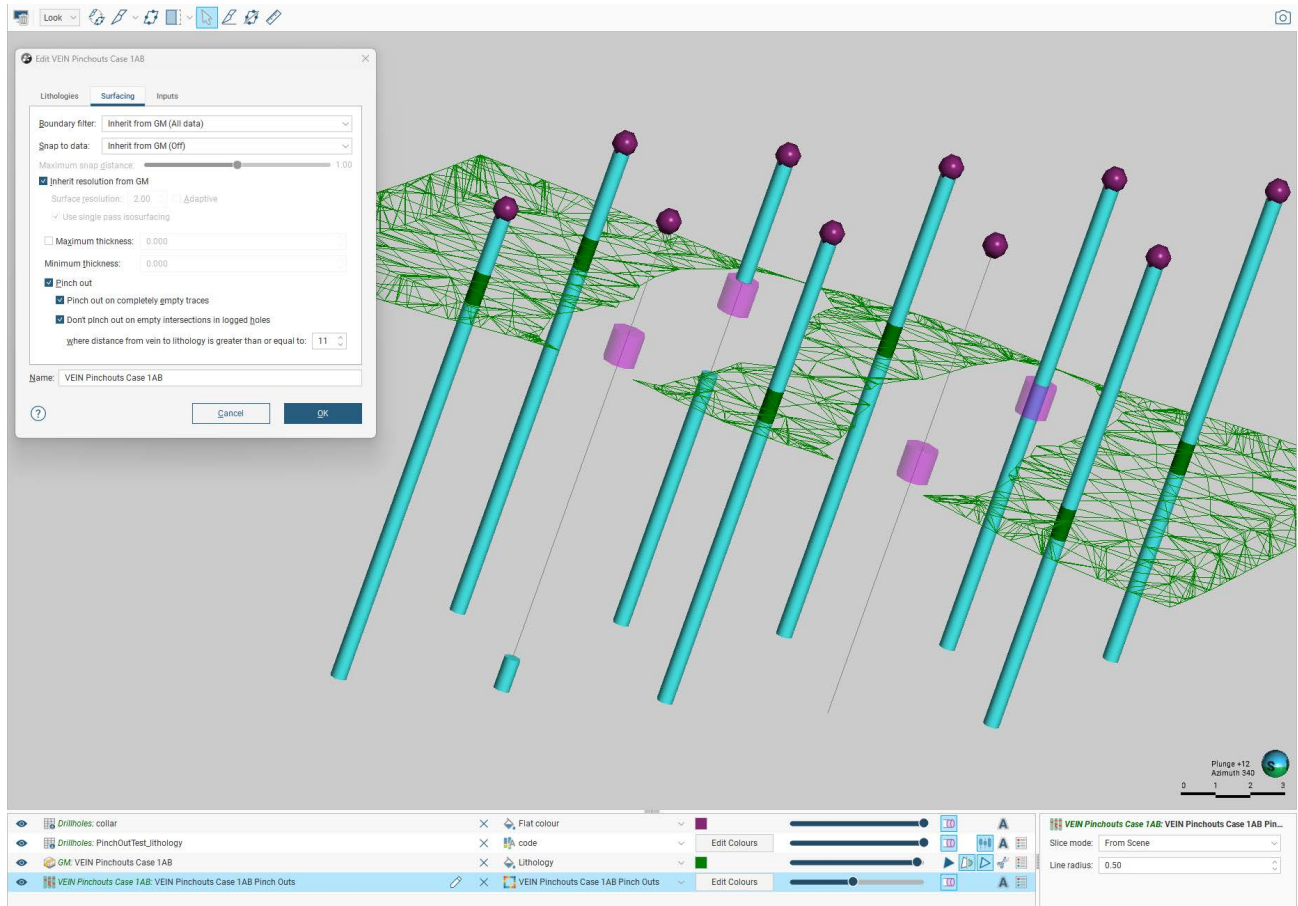 Look
Edit VEIN Pinchouts Case 1AB
Lithologies Surfacing Inputs
Boundary filter: Inherit from GM (All data)
Snap to data: Inherit from GM (Off)
Maximum snap distance: 1.00
Inherit resolution from GM
Surface resolution: 2.00 Adaptive
Use single pass isosurfacing
Maximum thickness: 0.000
Minimum thickness: 0.000
Pinch out
Pinch out on completely empty traces
Don't pinch out on empty intersections in logged holes
where distance from vein to lithology is greater than or equal to: 11
Name: VEIN Pinchouts Case 1AB
? Cancel OK
S
Plunge +12
Azimuth 340
0 1 2 3
Drillholes: collar Flat colour A
Drillholes: PinchOutTest_lithology code Edit Colours A
GM: VEIN Pinchouts Case 1AB Lithology
VEIN Pinchouts Case 1AB: VEIN Pinchouts Case 1AB Pinch Outs VEIN Pinchouts Case 1AB Pinch Outs Edit Colours A
VEIN Pinchouts Case 1AB: VEIN Pinchouts Case 1AB Pin...
Slice mode: From Scene
Line radius: 0.50